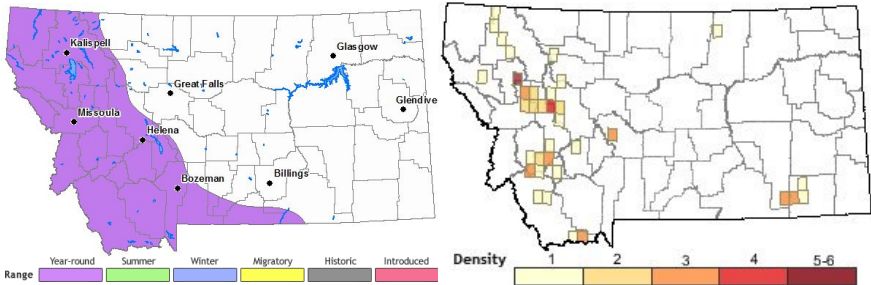 Kalispell
Glasgow
Great Falls
Glendive
Missoula
Helena
Bozeman
Billings
Range Year-round Summer Winter Migratory Historic Introduced
Density 1 2 3 4 5-6